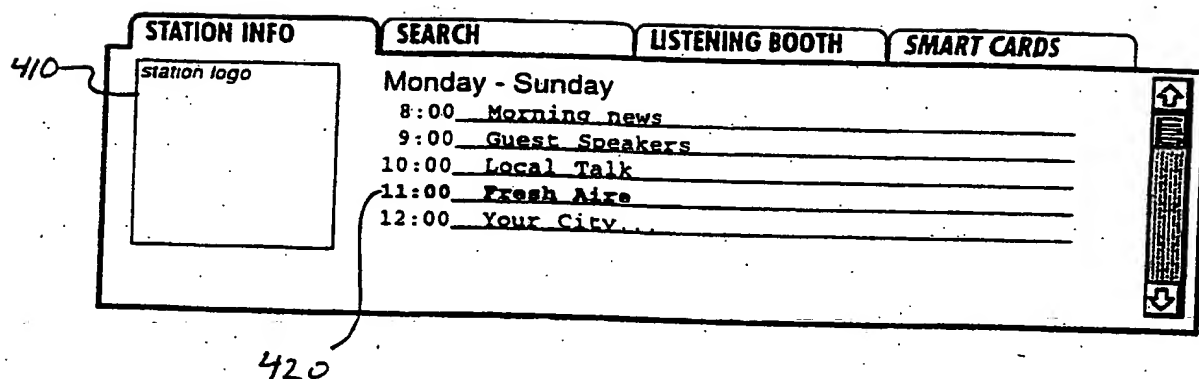 STATION INFO SEARCH LISTENING BOOTH SMART CARDS
410 station logo
Monday - Sunday
8:00 Morning news
9:00 Guest Speakers
10:00 Local Talk
11:00 Fresh Aire
12:00 Your City...
420